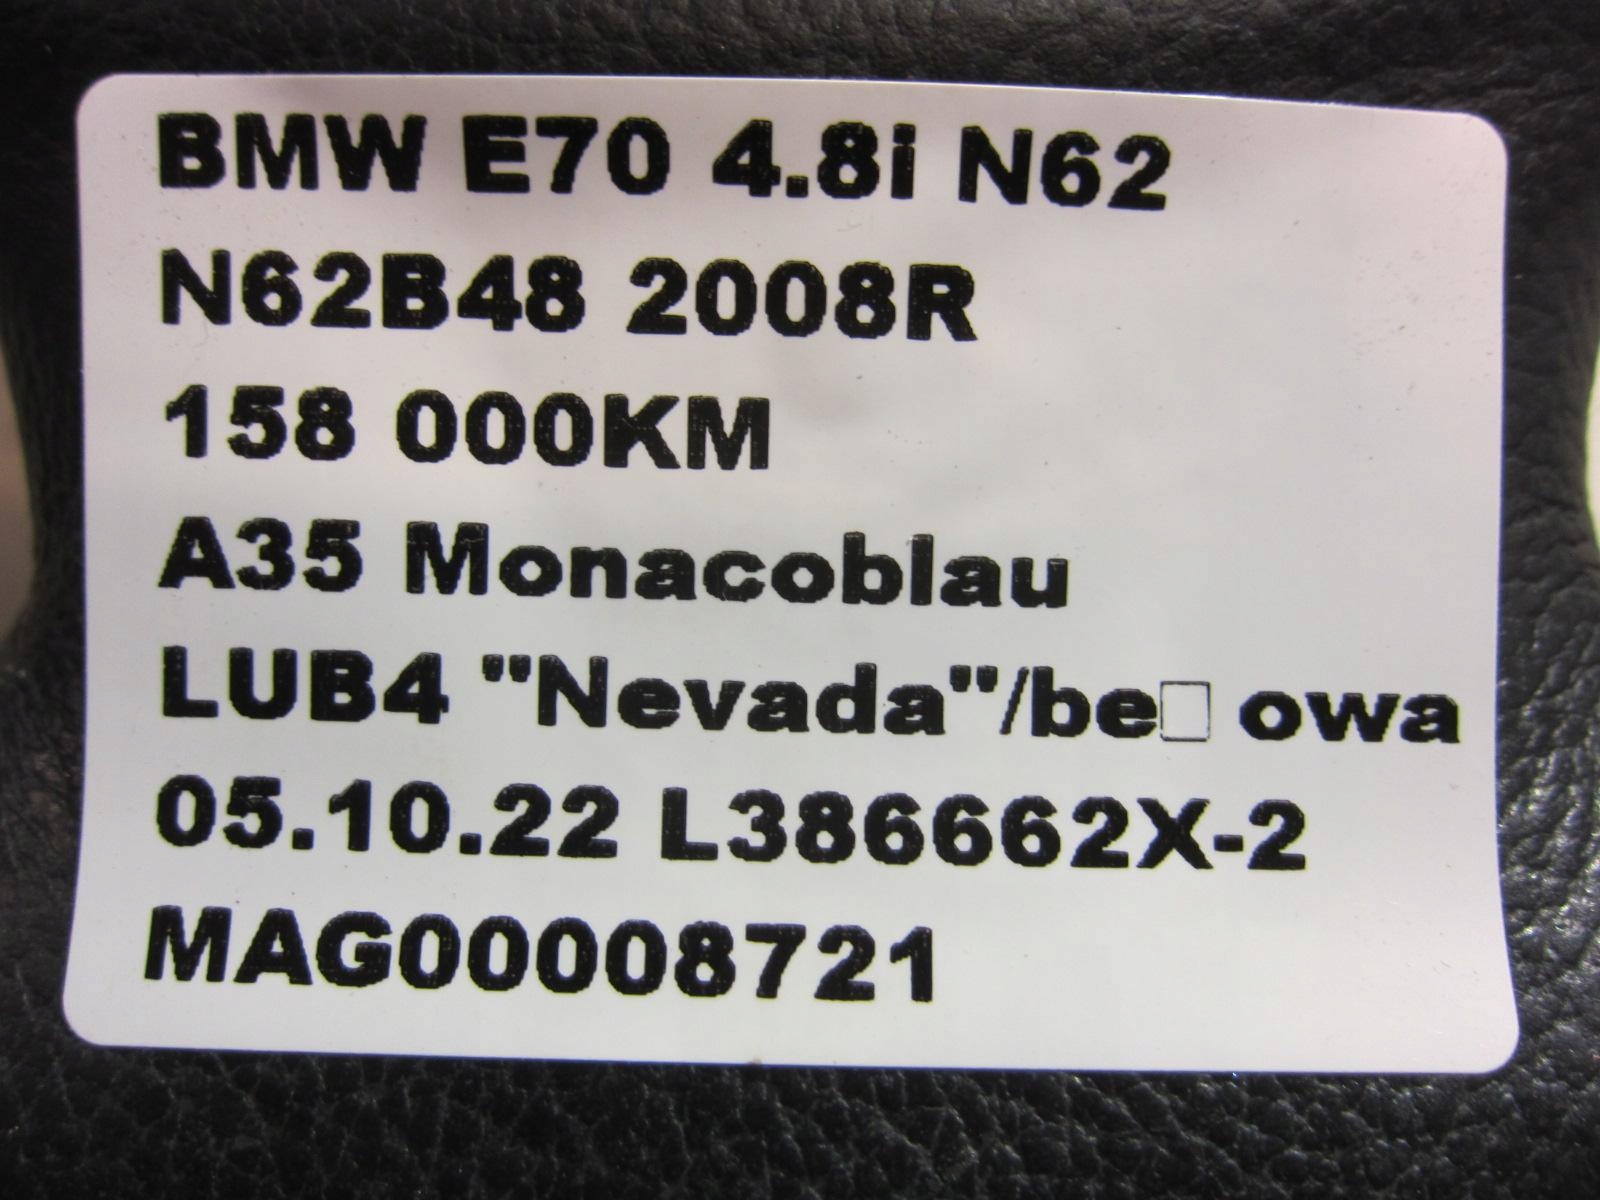 BMW E70 4.8i N62
N62B48 2008R
158 000KM
A35 Monacoblau
LUB4 "Nevada"/be□ owa
05.10.22 L386662X-2
MAG00008721